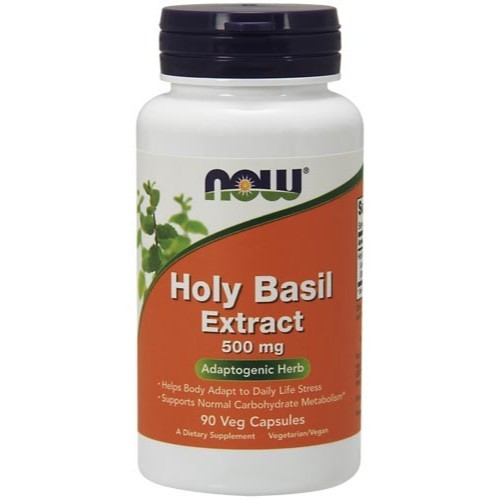 NOW®
Holy Basil
Extract
500 mg
Adaptogenic Herb
• Helps Body Adapt to Daily Life Stress
• Supports Normal Carbohydrate Metabolism*
90 Veg Capsules
A Dietary Supplement Vegetarian/Vegan